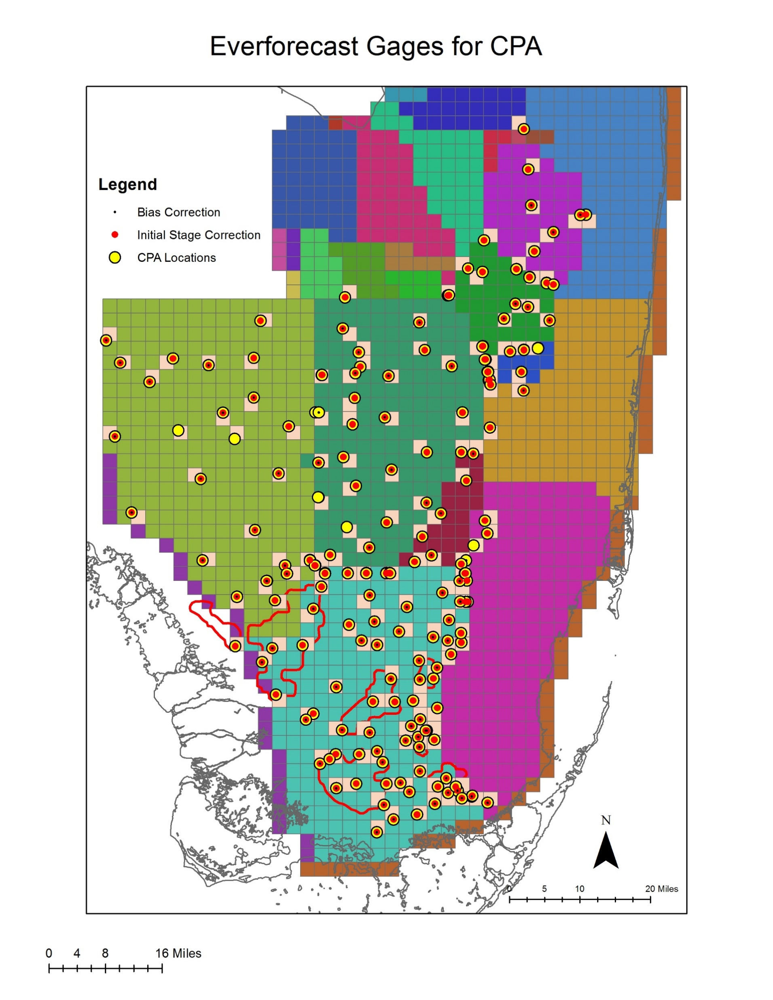 Everforecast Gages for CPA
Legend
Bias Correction
Initial Stage Correction
CPA Locations
N
0 5 10 20 Miles
0 4 8 16 Miles